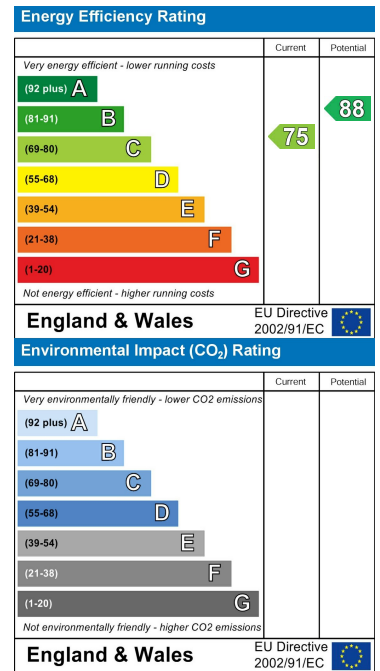 Energy Efficiency Rating
Current Potential
Very energy efficient - lower running costs
(92 plus) A
(81-91) B
88
(69-80) C
75
(55-68) D
(39-54) E
(21-38) F
(1-20) G
Not energy efficient - higher running costs
England & Wales
EU Directive
2002/91/EC
Environmental Impact (CO₂) Rating
Current Potential
Very environmentally friendly - lower CO2 emissions
(92 plus) A
(81-91) B
(69-80) C
(55-68) D
(39-54) E
(21-38) F
(1-20) G
Not environmentally friendly - higher CO2 emissions
England & Wales
EU Directive
2002/91/EC